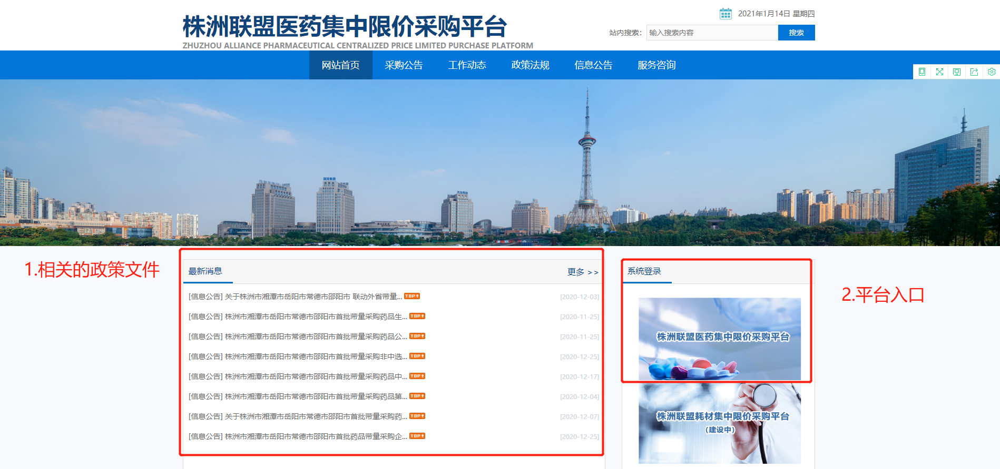 2021年1月14日 星期四
株洲联盟医药集中限价采购平台
ZHUZHOU ALLIANCE PHARMACEUTICAL CENTRALIZED PRICE LIMITED PURCHASE PLATFORM
站内搜索: 输入搜索内容 搜索
网站首页 采购公告 工作动态 政策法规 信息公告 服务咨询
1.相关的政策文件
最新消息 更多 >>
[信息公告] 关于株洲市湘潭市岳阳市常德市邵阳市 联动外省带量... TOP [2020-12-03]
[信息公告] 株洲市湘潭市岳阳市常德市邵阳市首批带量采购药品生... TOP [2020-11-25]
[信息公告] 株洲市湘潭市岳阳市常德市邵阳市首批带量采购药品公... TOP [2020-11-25]
[信息公告] 株洲市湘潭市岳阳市常德市邵阳市首批带量采购非中选... TOP [2020-12-25]
[信息公告] 株洲市湘潭市岳阳市常德市邵阳市首批带量采购药品中... TOP [2020-12-17]
[信息公告] 株洲市湘潭市岳阳市常德市邵阳市首批带量采购药品第... TOP [2020-12-04]
[信息公告] 关于株洲市湘潭市岳阳市常德市邵阳市首批带量采购药... TOP [2020-12-07]
[信息公告] 株洲市湘潭市岳阳市常德市邵阳市首批药品带量采购企... TOP [2020-12-25]
系统登录
2.平台入口
株洲联盟医药集中限价采购平台
株洲联盟耗材集中限价采购平台
(建设中)